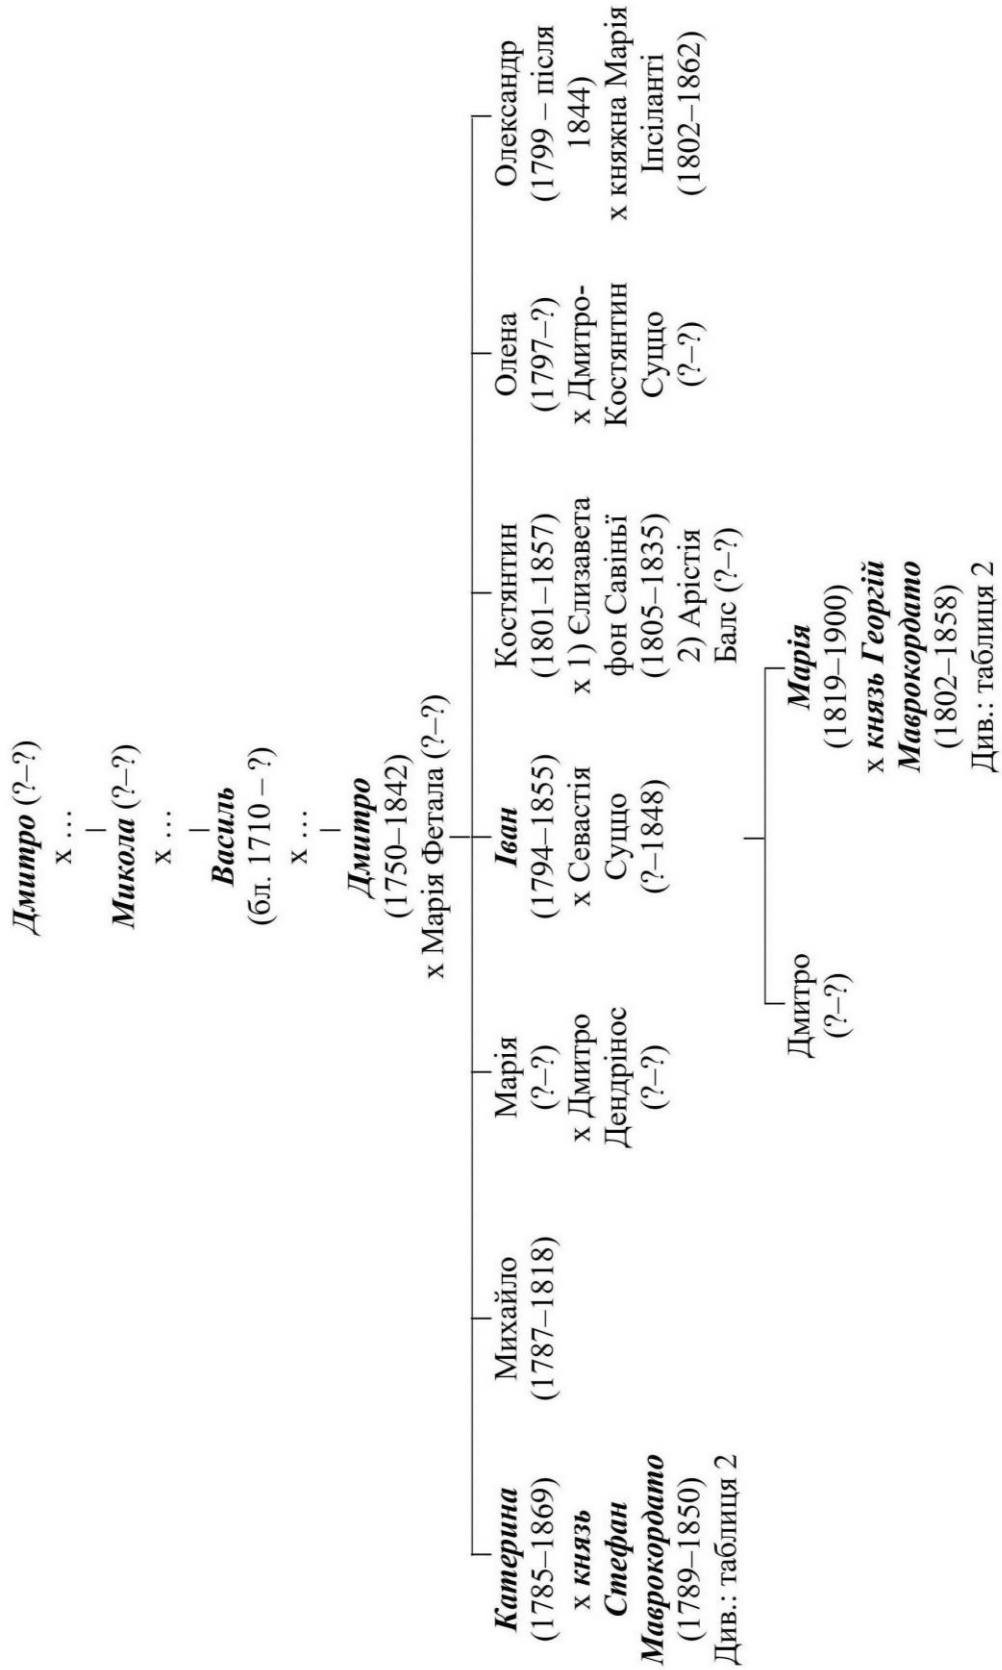 Дмитро (?–?)
х ...
Микола (?–?)
х ...
Василь
(бл. 1710 – ?)
х ...
Дмитро
(1750–1842)
х Марія Фетала (?–?)
Катерина
(1785–1869)
х князь
Стефан
Маврокордато
(1789–1850)
Див.: таблиця 2
Михайло
(1787–1818)
Марія
(?–?)
х Дмитро
Дендрінос
(?–?)
Іван
(1794–1855)
х Севастія
Суццо
(?–1848)
Костянтин
(1801–1857)
х 1) Єлизавета
фон Савіньї
(1805–1835)
2) Арістія
Балс (?–?)
Олена
(1797–?)
х Дмитро-
Костянтин
Суццо
(?–?)
Олександр
(1799 – після
1844)
х княжна Марія
Іпсіланті
(1802–1862)
Дмитро
(?–?)
Марія
(1819–1900)
х князь Георгій
Маврокордато
(1802–1858)
Див.: таблиця 2